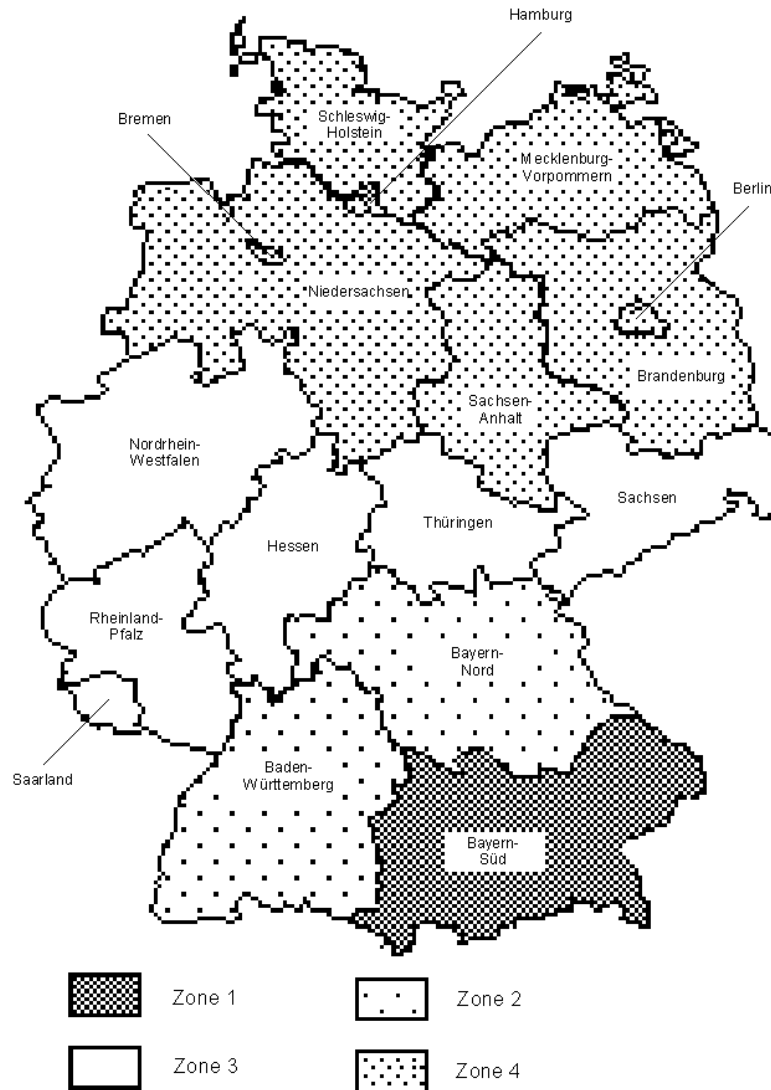 Hamburg
Bremen
Schleswig-
Holstein
Mecklenburg-
Vorpommern
Berlin
Niedersachsen
Brandenburg
Sachsen-
Anhalt
Nordrhein-
Westfalen
Sachsen
Thüringen
Hessen
Rheinland-
Pfalz
Bayern-
Nord
Saarland
Baden-
Württemberg
Bayern-
Süd
Zone 1
Zone 2
Zone 3
Zone 4